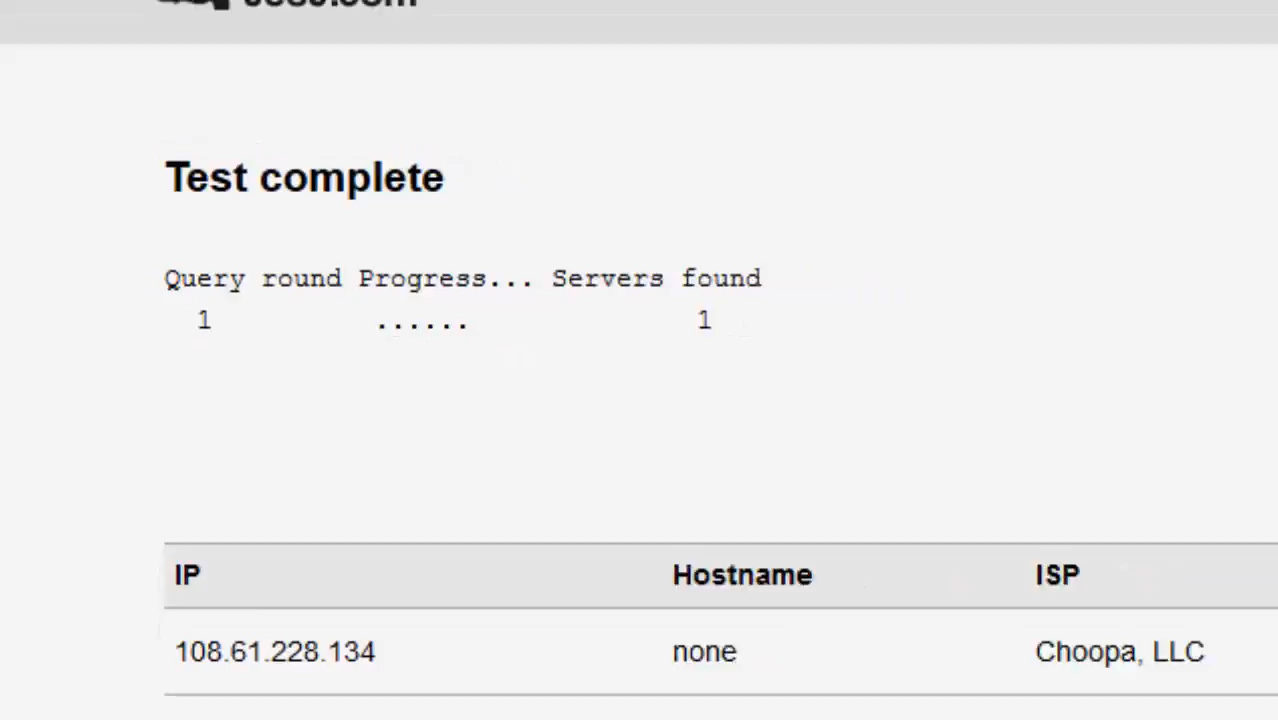 Test complete
Query round Progress... Servers found
1 ...... 1
IP Hostname ISP
108.61.228.134 none Choopa, LLC